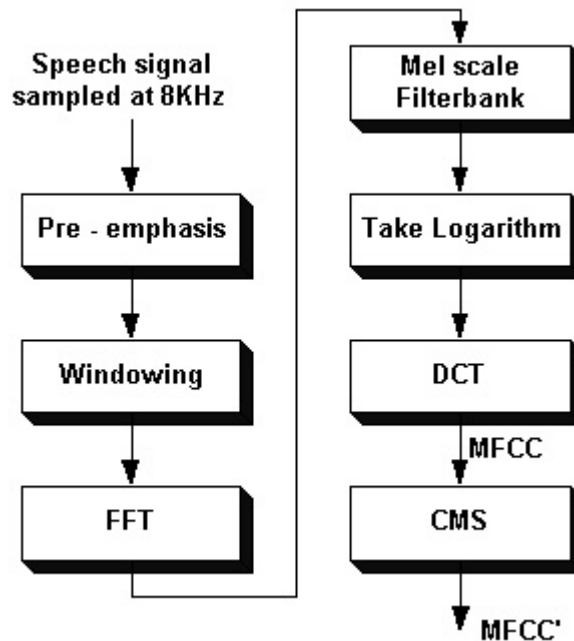 Speech signal
sampled at 8KHz
Pre - emphasis
Windowing
FFT
Mel scale
Filterbank
Take Logarithm
DCT
MFCC
CMS
MFCC'